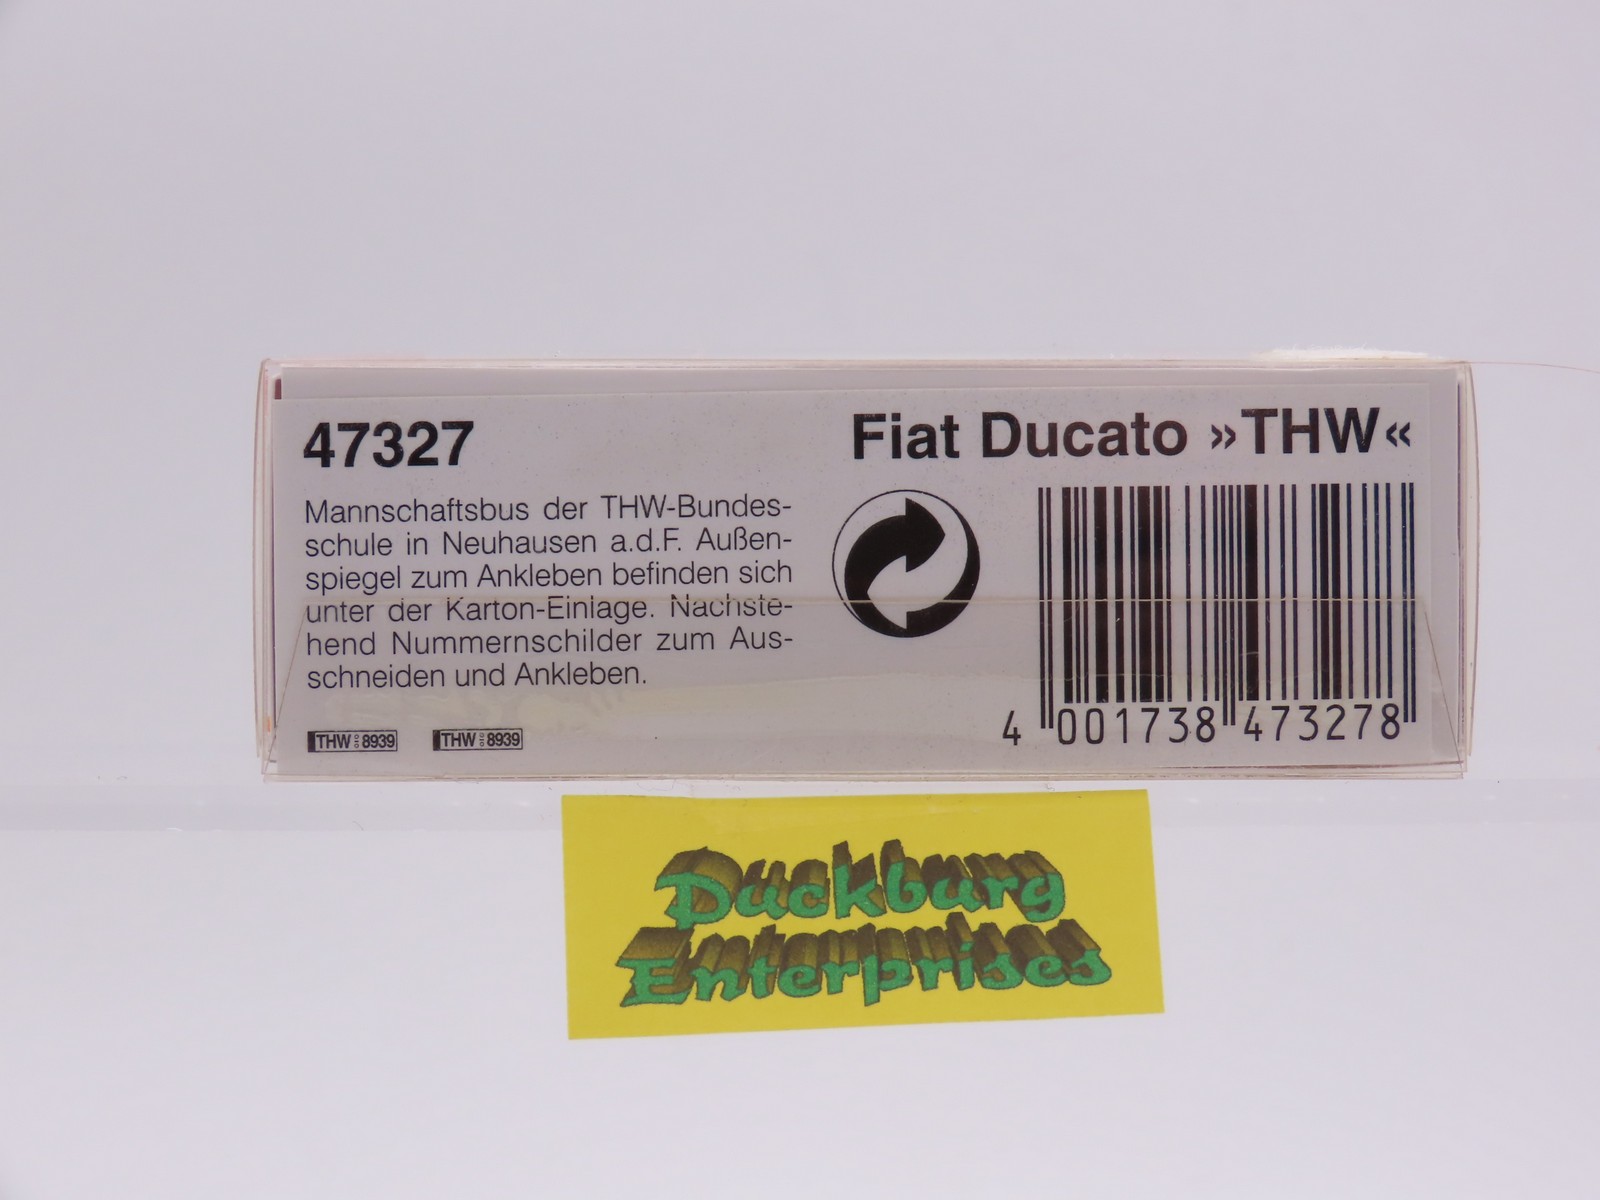 47327
Fiat Ducato »THW«
Mannschaftsbus der THW-Bundes-
schule in Neuhausen a.d.F. Außen-
spiegel zum Ankleben befinden sich
unter der Karton-Einlage. Nachste-
hend Nummernschilder zum Aus-
schneiden und Ankleben.
THW 8939 THW 8939
4 001738 473278
Duckburg
Enterprises